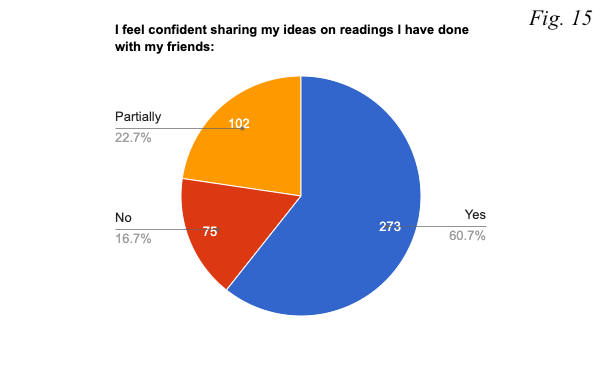 Fig. 15
I feel confident sharing my ideas on readings I have done
with my friends:
Partially
22.7%
102
No
16.7%
75
273
Yes
60.7%